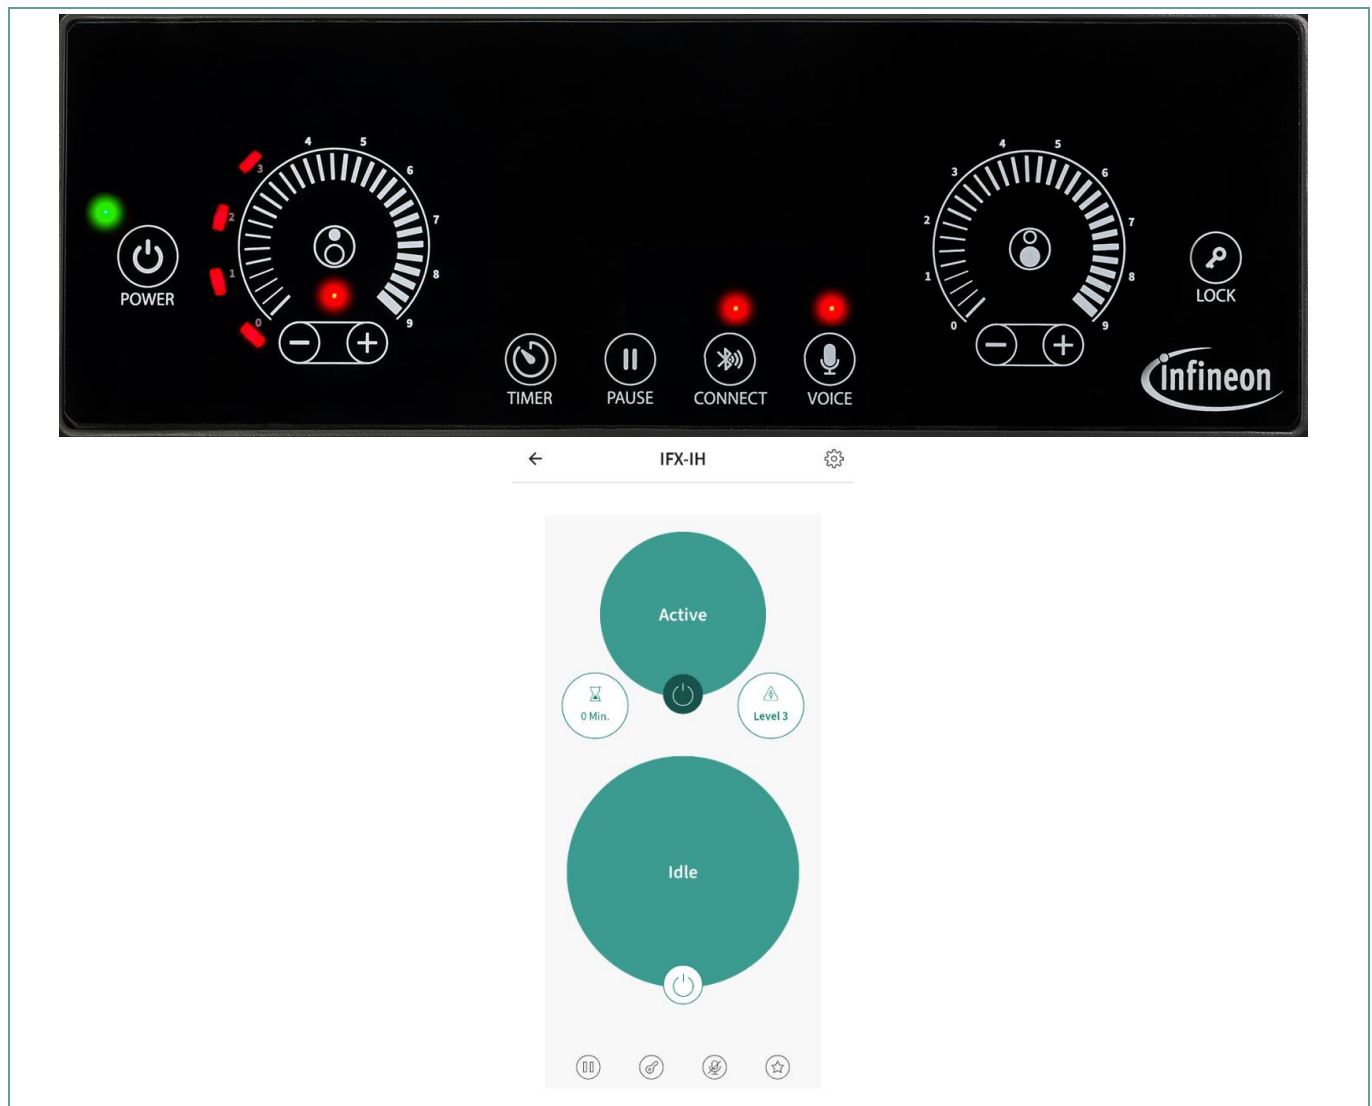 4 5
3 6
2 7
1 8
0 9
POWER
TIMER PAUSE CONNECT VOICE
4 5
3 6
2 7
1 8
0 9
LOCK
infineon
IFX-IH
Active
0 Min.
Level 3
Idle